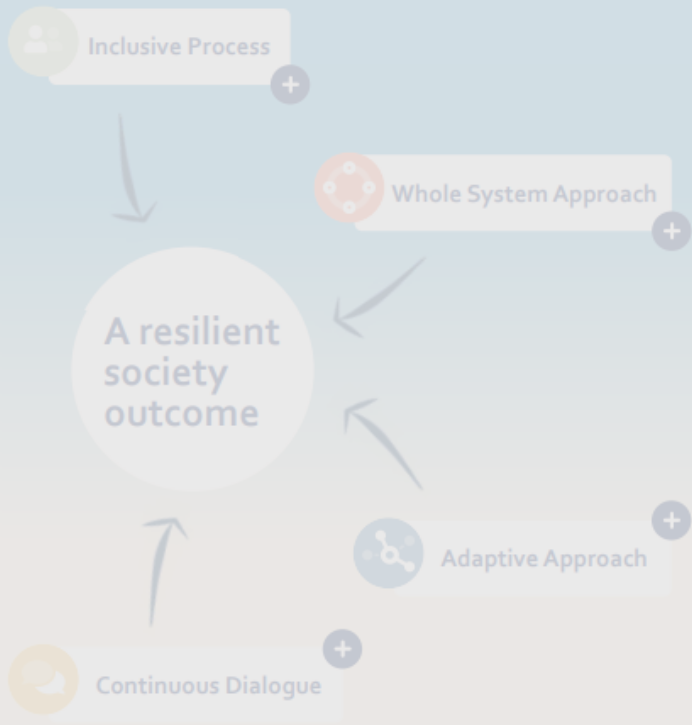 Inclusive Process
Whole System Approach
A resilient
society
outcome
Adaptive Approach
Continuous Dialogue